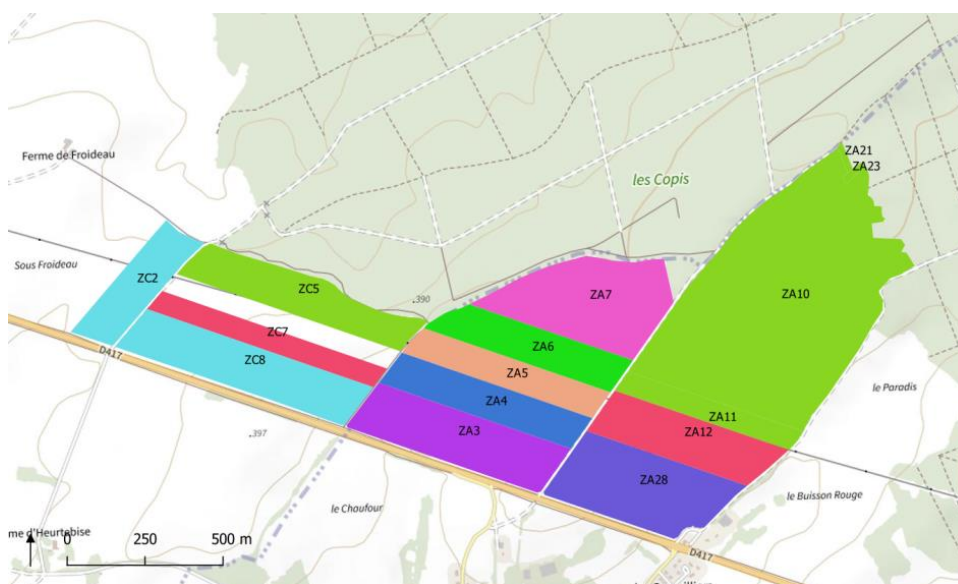 ZA21
ZA23
Ferme de Froideau
les Copis
Sous Froideau
ZC2
ZC5
.390
ZA7
ZA10
ZC7
ZA6
D417
ZC8
ZA5
le Paradis
ZA4
ZA11
ZA3
ZA12
.397
ZA28
le Chaufour
le Buisson Rouge
me d'Heurtebise
0 250 500 m
D417